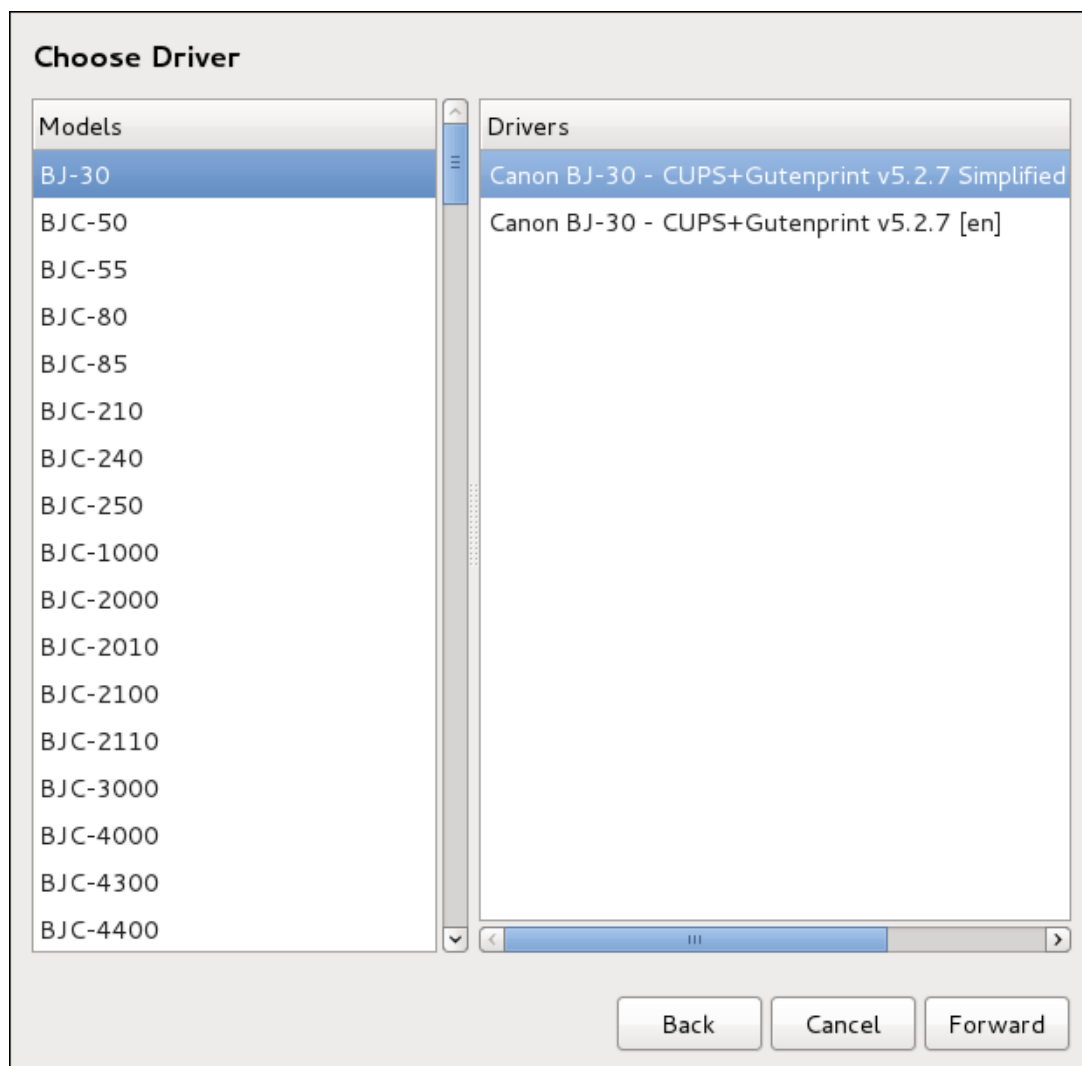 Choose Driver
Models
BJ-30
BJC-50
BJC-55
BJC-80
BJC-85
BJC-210
BJC-240
BJC-250
BJC-1000
BJC-2000
BJC-2010
BJC-2100
BJC-2110
BJC-3000
BJC-4000
BJC-4300
BJC-4400
Drivers
Canon BJ-30 - CUPS+Gutenprint v5.2.7 Simplified
Canon BJ-30 - CUPS+Gutenprint v5.2.7 [en]
Back
Cancel
Forward